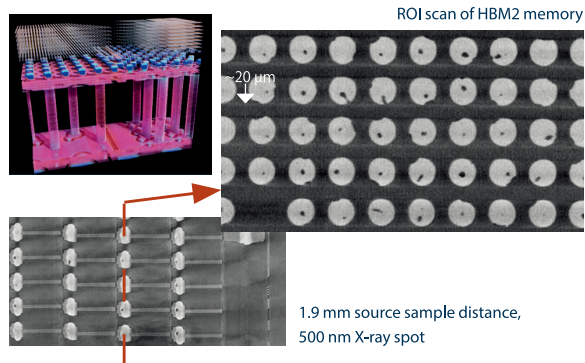 ROI scan of HBM2 memory
~20 µm
1.9 mm source sample distance,
500 nm X-ray spot